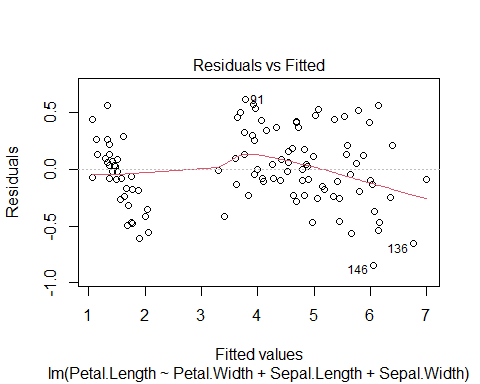 Residuals vs Fitted
Residuals
0.5
0.0
-0.5
-1.0
91
136
146
1 2 3 4 5 6 7
Fitted values
lm(Petal.Length ~ Petal.Width + Sepal.Length + Sepal.Width)